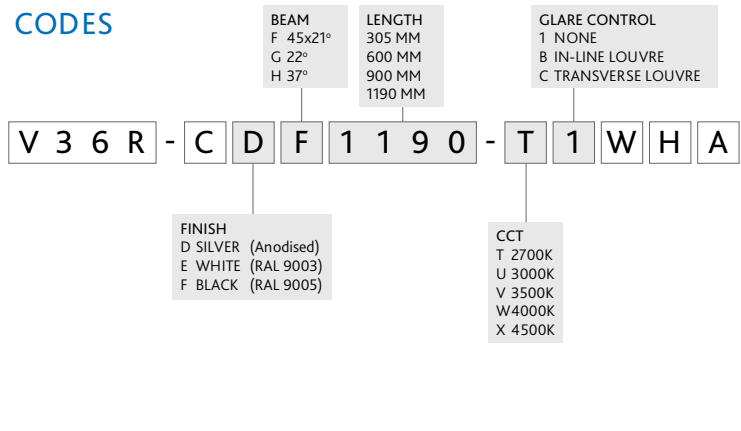 CODES
BEAM
F 45x21°
G 22°
H 37°
LENGTH
305 MM
600 MM
900 MM
1190 MM
GLARE CONTROL
1 NONE
B IN-LINE LOUVRE
C TRANSVERSE LOUVRE
V 3 6 R - C D F 1 1 9 0 - T 1 W H A
FINISH
D SILVER (Anodised)
E WHITE (RAL 9003)
F BLACK (RAL 9005)
CCT
T 2700K
U 3000K
V 3500K
W4000K
X 4500K